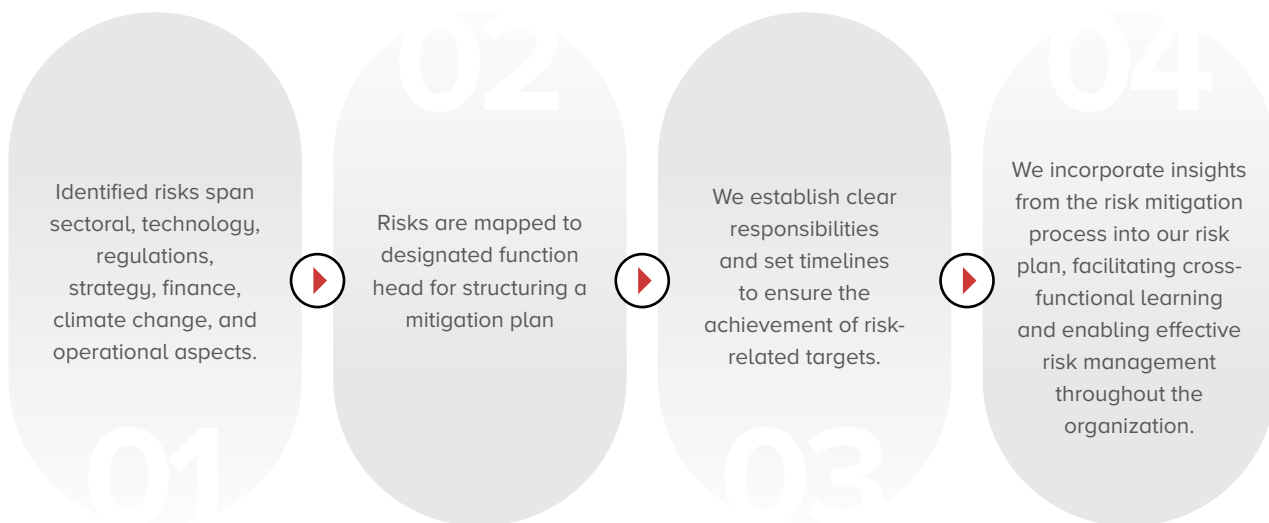 Identified risks span
sectoral, technology,
regulations,
strategy, finance,
climate change, and
operational aspects.
01
02
Risks are mapped to
designated function
head for structuring a
mitigation plan
We establish clear
responsibilities
and set timelines
to ensure the
achievement of risk-
related targets.
03
04
We incorporate insights
from the risk mitigation
process into our risk
plan, facilitating cross-
functional learning
and enabling effective
risk management
throughout the
organization.